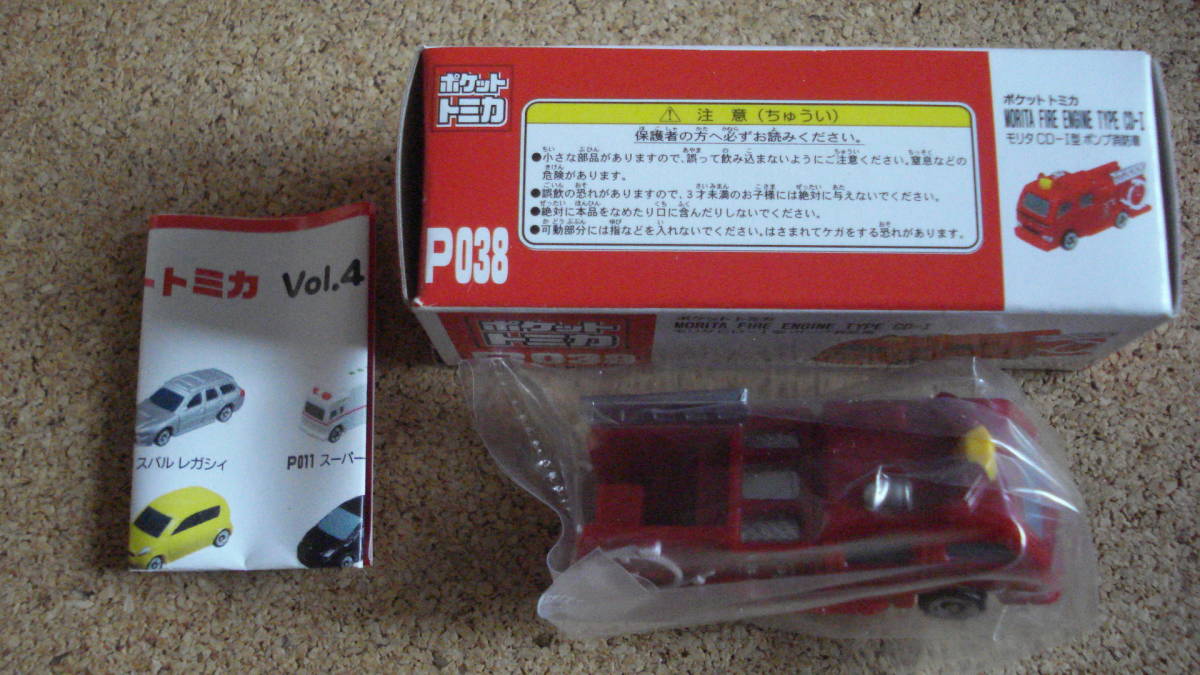 ポケット
トミカ
注 意(ちゅうい)
保護者の方へ必ずお読みください。
●小さな部品がありますので、誤って飲み込まないようにご注意ください。窒息などの
危険があります。
●誤飲の恐れがありますので、3才未満のお子様には絶対に与えないでください。
●絶対に本品をなめたり口に含んだりしないでください。
●可動部分には指などを入れないでください。はさまれてケガをする恐れがあります。
P038
ポケットトミカ
MORITA FIRE ENGINE TYPE CD-I
モリタ CD-I型 ポンプ消防車
ポケット
トミカ
P038
ポケットトミカ
MORITA FIRE ENGINE TYPE CD-I
トミカ Vol.4
スバル レガシィ
P011 スーパー